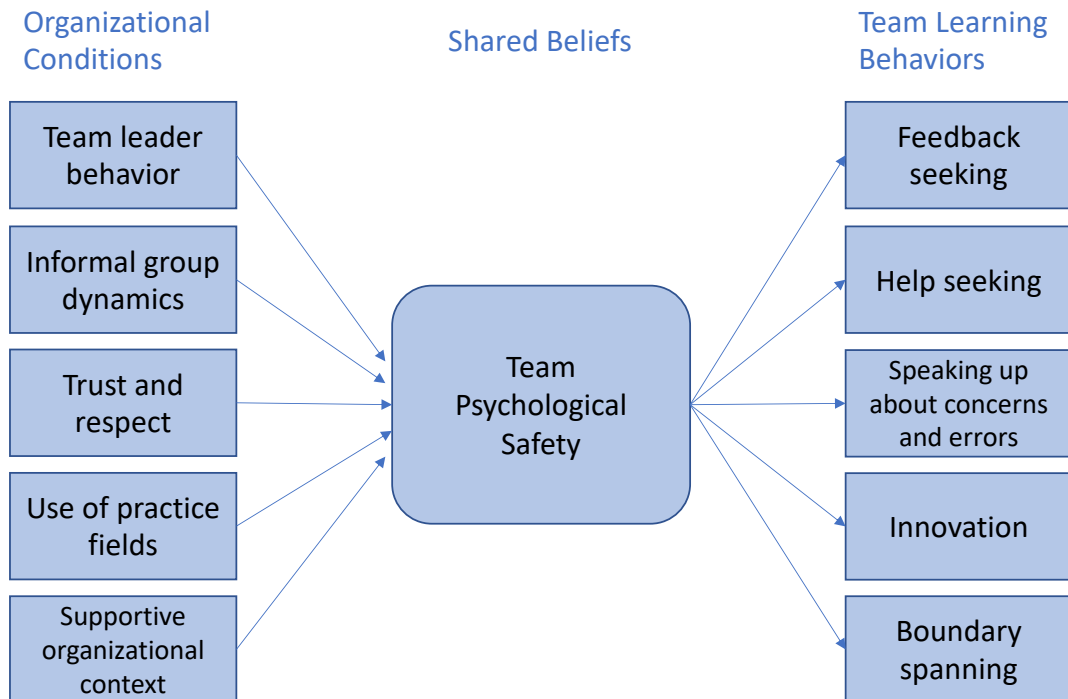 Organizational
Conditions
Shared Beliefs
Team Learning
Behaviors
Team leader
behavior
Informal group
dynamics
Trust and
respect
Use of practice
fields
Supportive
organizational
context
Team
Psychological
Safety
Feedback
seeking
Help seeking
Speaking up
about concerns
and errors
Innovation
Boundary
spanning